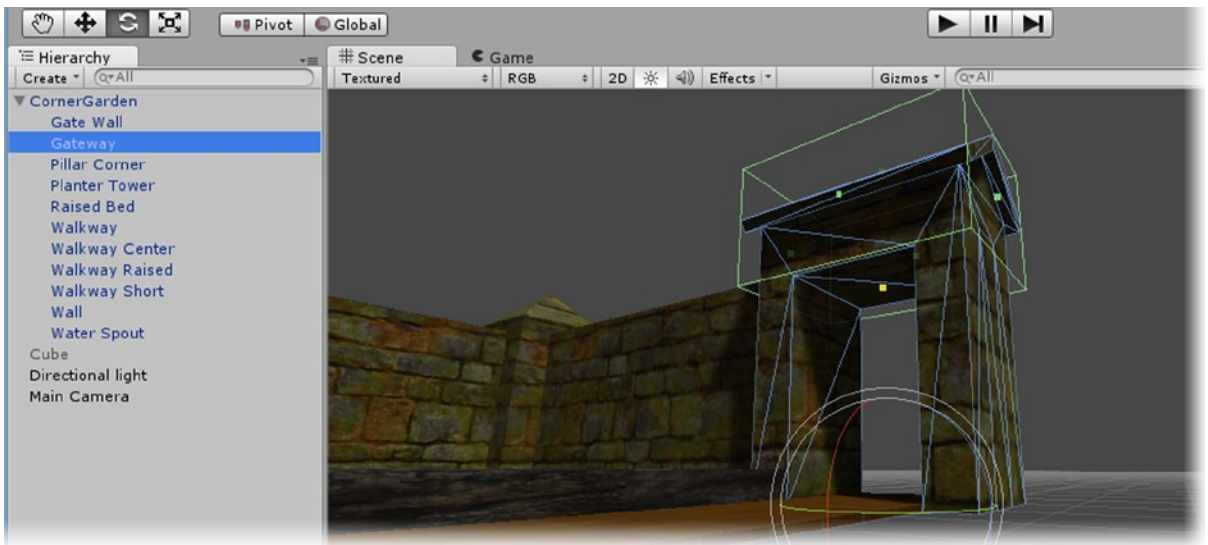 Pivot Global
Hierarchy
Create All
CornerGarden
Gate Wall
Gateway
Pillar Corner
Planter Tower
Raised Bed
Walkway
Walkway Center
Walkway Raised
Walkway Short
Wall
Water Spout
Cube
Directional light
Main Camera
Scene Game
Textured RGB 2D Effects Gizmos All